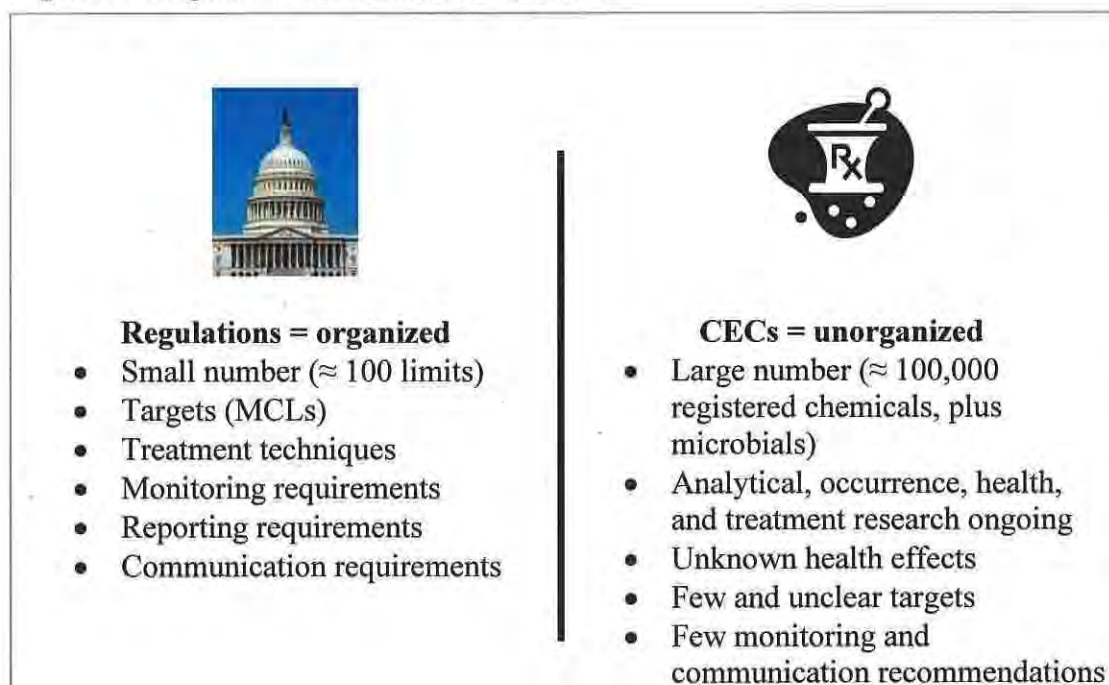 Regulations = organized
• Small number (≈ 100 limits)
• Targets (MCLs)
• Treatment techniques
• Monitoring requirements
• Reporting requirements
• Communication requirements
Rx
CECs = unorganized
• Large number (≈ 100,000
registered chemicals, plus
microbials)
• Analytical, occurrence, health,
and treatment research ongoing
• Unknown health effects
• Few and unclear targets
• Few monitoring and
communication recommendations